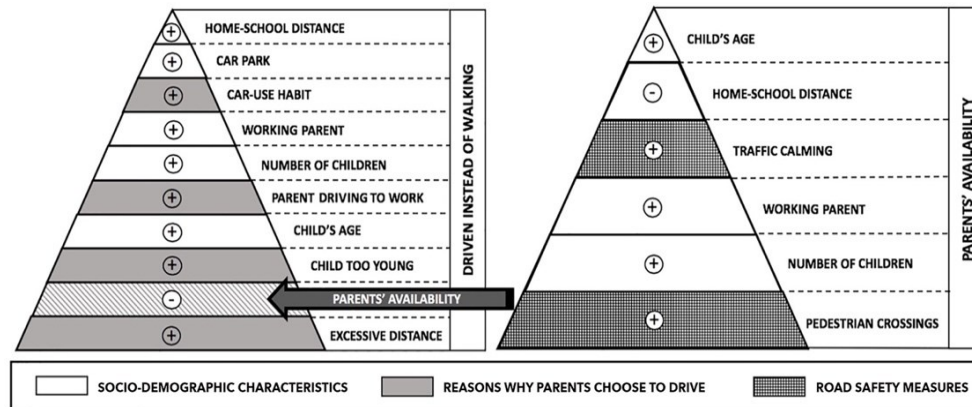 HOME-SCHOOL DISTANCE
+
CAR PARK
+
CAR-USE HABIT
+
WORKING PARENT
+
NUMBER OF CHILDREN
+
PARENT DRIVING TO WORK
+
CHILD'S AGE
+
CHILD TOO YOUNG
+
PARENTS' AVAILABILITY
-
EXCESSIVE DISTANCE
+
DRIVEN INSTEAD OF WALKING
CHILD'S AGE
+
HOME-SCHOOL DISTANCE
-
TRAFFIC CALMING
+
WORKING PARENT
+
NUMBER OF CHILDREN
+
PEDESTRIAN CROSSINGS
+
PARENTS' AVAILABILITY
SOCIO-DEMOGRAPHIC CHARACTERISTICS
REASONS WHY PARENTS CHOOSE TO DRIVE
ROAD SAFETY MEASURES